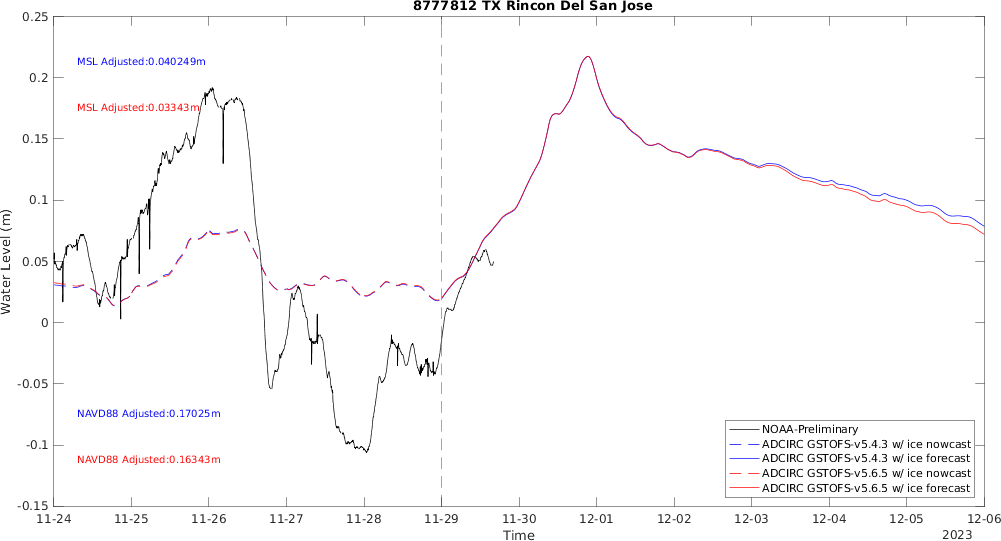 8777812 TX Rincon Del San Jose
0.25
0.2
0.15
0.1
0.05
0
-0.05
-0.1
-0.15
Water Level (m)
MSL Adjusted:0.040249m
MSL Adjusted:0.03343m
NAVD88 Adjusted:0.17025m
NAVD88 Adjusted:0.16343m
NOAA-Preliminary
ADCIRC GSTOFS-v5.4.3 w/ ice nowcast
ADCIRC GSTOFS-v5.4.3 w/ ice forecast
ADCIRC GSTOFS-v5.6.5 w/ ice nowcast
ADCIRC GSTOFS-v5.6.5 w/ ice forecast
11-24 11-25 11-26 11-27 11-28 11-29 11-30 12-01 12-02 12-03 12-04 12-05 12-06
Time
2023